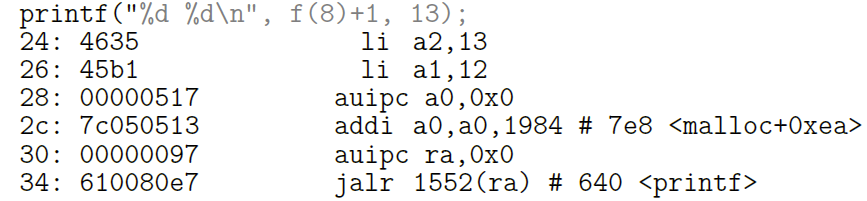 printf("%d %d\n", f(8)+1, 13);
24: 4635 li a2,13
26: 45b1 li a1,12
28: 00000517 auipc a0,0x0
2c: 7c050513 addi a0,a0,1984 # 7e8 <malloc+0xea>
30: 00000097 auipc ra,0x0
34: 610080e7 jalr 1552(ra) # 640 <printf>